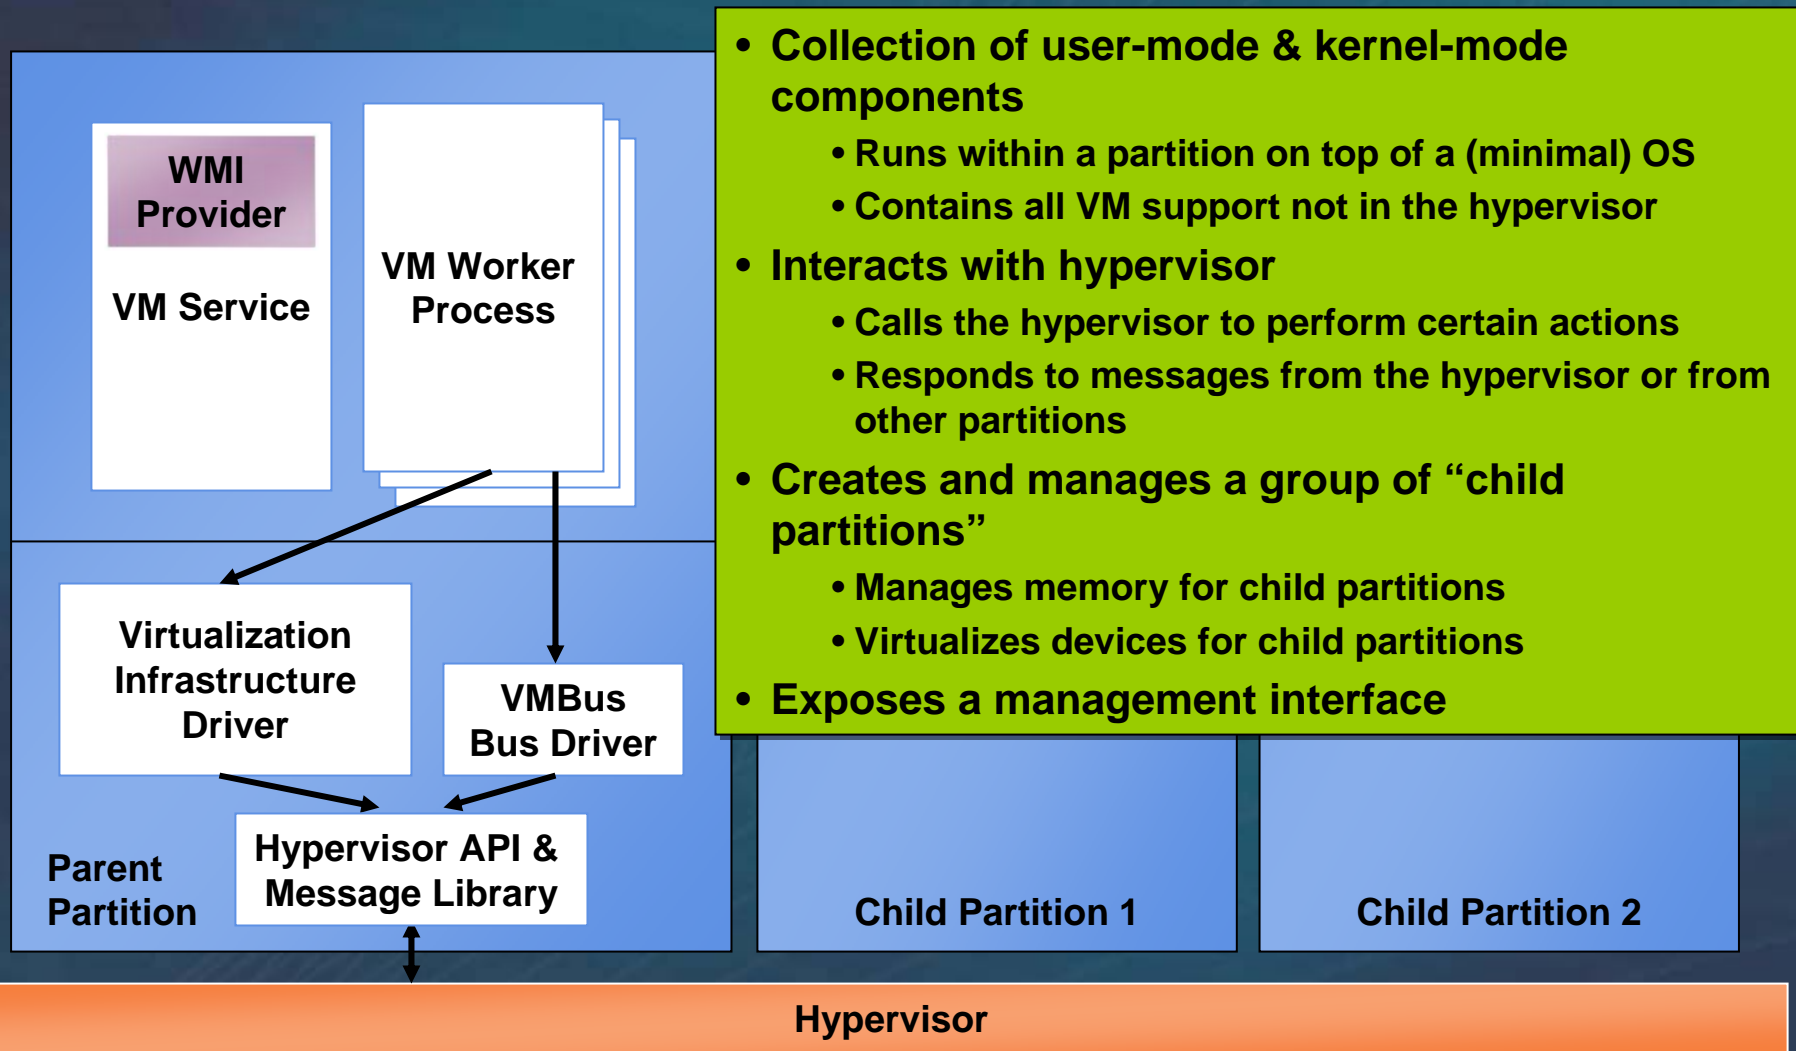 WMI
Provider
VM Service
VM Worker
Process
• Collection of user-mode & kernel-mode
components
• Runs within a partition on top of a (minimal) OS
• Contains all VM support not in the hypervisor
• Interacts with hypervisor
• Calls the hypervisor to perform certain actions
• Responds to messages from the hypervisor or from
other partitions
• Creates and manages a group of “child
partitions”
• Manages memory for child partitions
• Virtualizes devices for child partitions
• Exposes a management interface
Virtualization
Infrastructure
Driver
VMBus
Bus Driver
Hypervisor API &
Message Library
Parent
Partition
Child Partition 1
Child Partition 2
Hypervisor